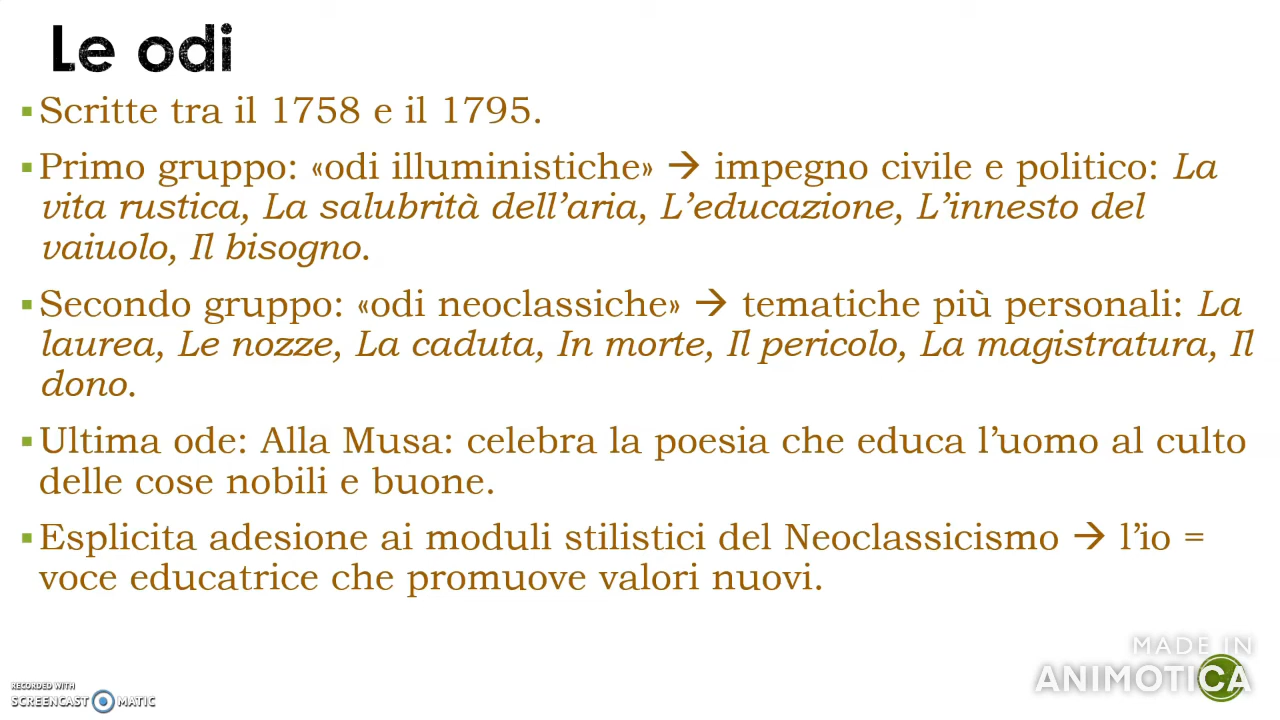 Le odi
▪Scritte tra il 1758 e il 1795.
▪Primo gruppo: «odi illuministiche» → impegno civile e politico: La
vita rustica, La salubrità dell’aria, L’educazione, L’innesto del
vaiuolo, Il bisogno.
▪Secondo gruppo: «odi neoclassiche» → tematiche più personali: La
laurea, Le nozze, La caduta, In morte, Il pericolo, La magistratura, Il
dono.
▪Ultima ode: Alla Musa: celebra la poesia che educa l’uomo al culto
delle cose nobili e buone.
▪Esplicita adesione ai moduli stilistici del Neoclassicismo → l’io =
voce educatrice che promuove valori nuovi.
MADE IN
ANIMOTICA
RECORDED WITH
SCREENCAST MATIC